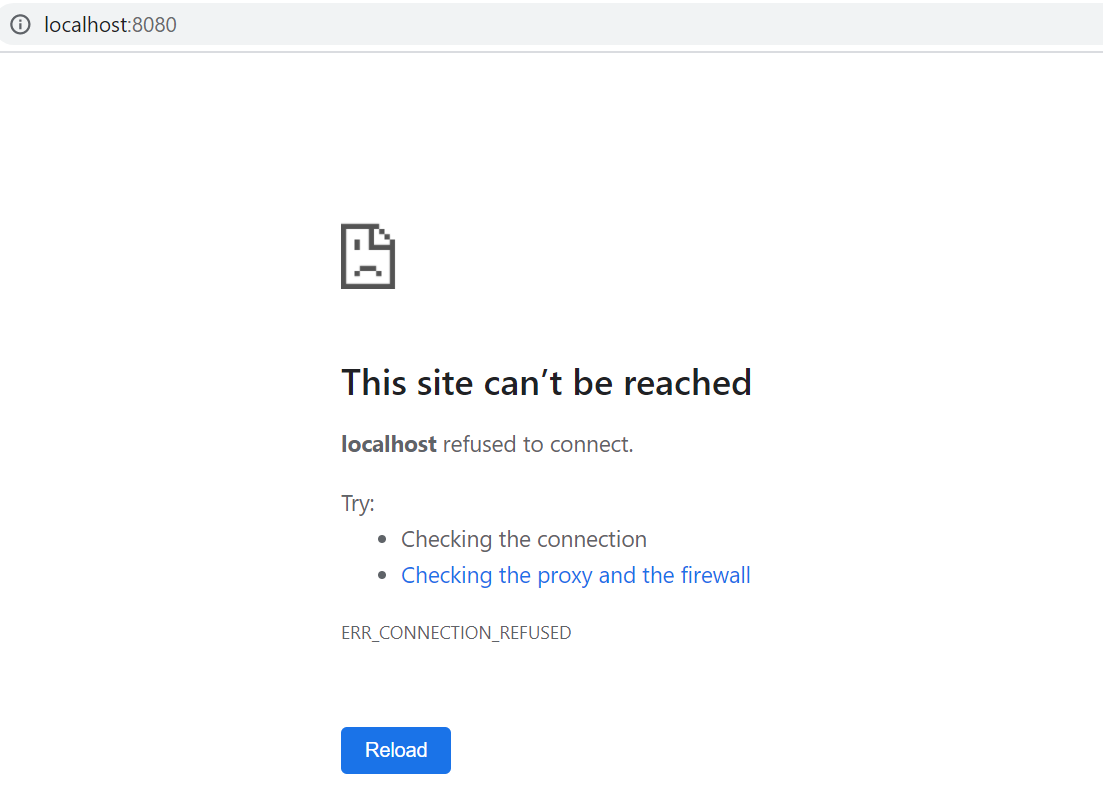 localhost:8080
This site can’t be reached
localhost refused to connect.
Try:
• Checking the connection
• Checking the proxy and the firewall
ERR_CONNECTION_REFUSED
Reload